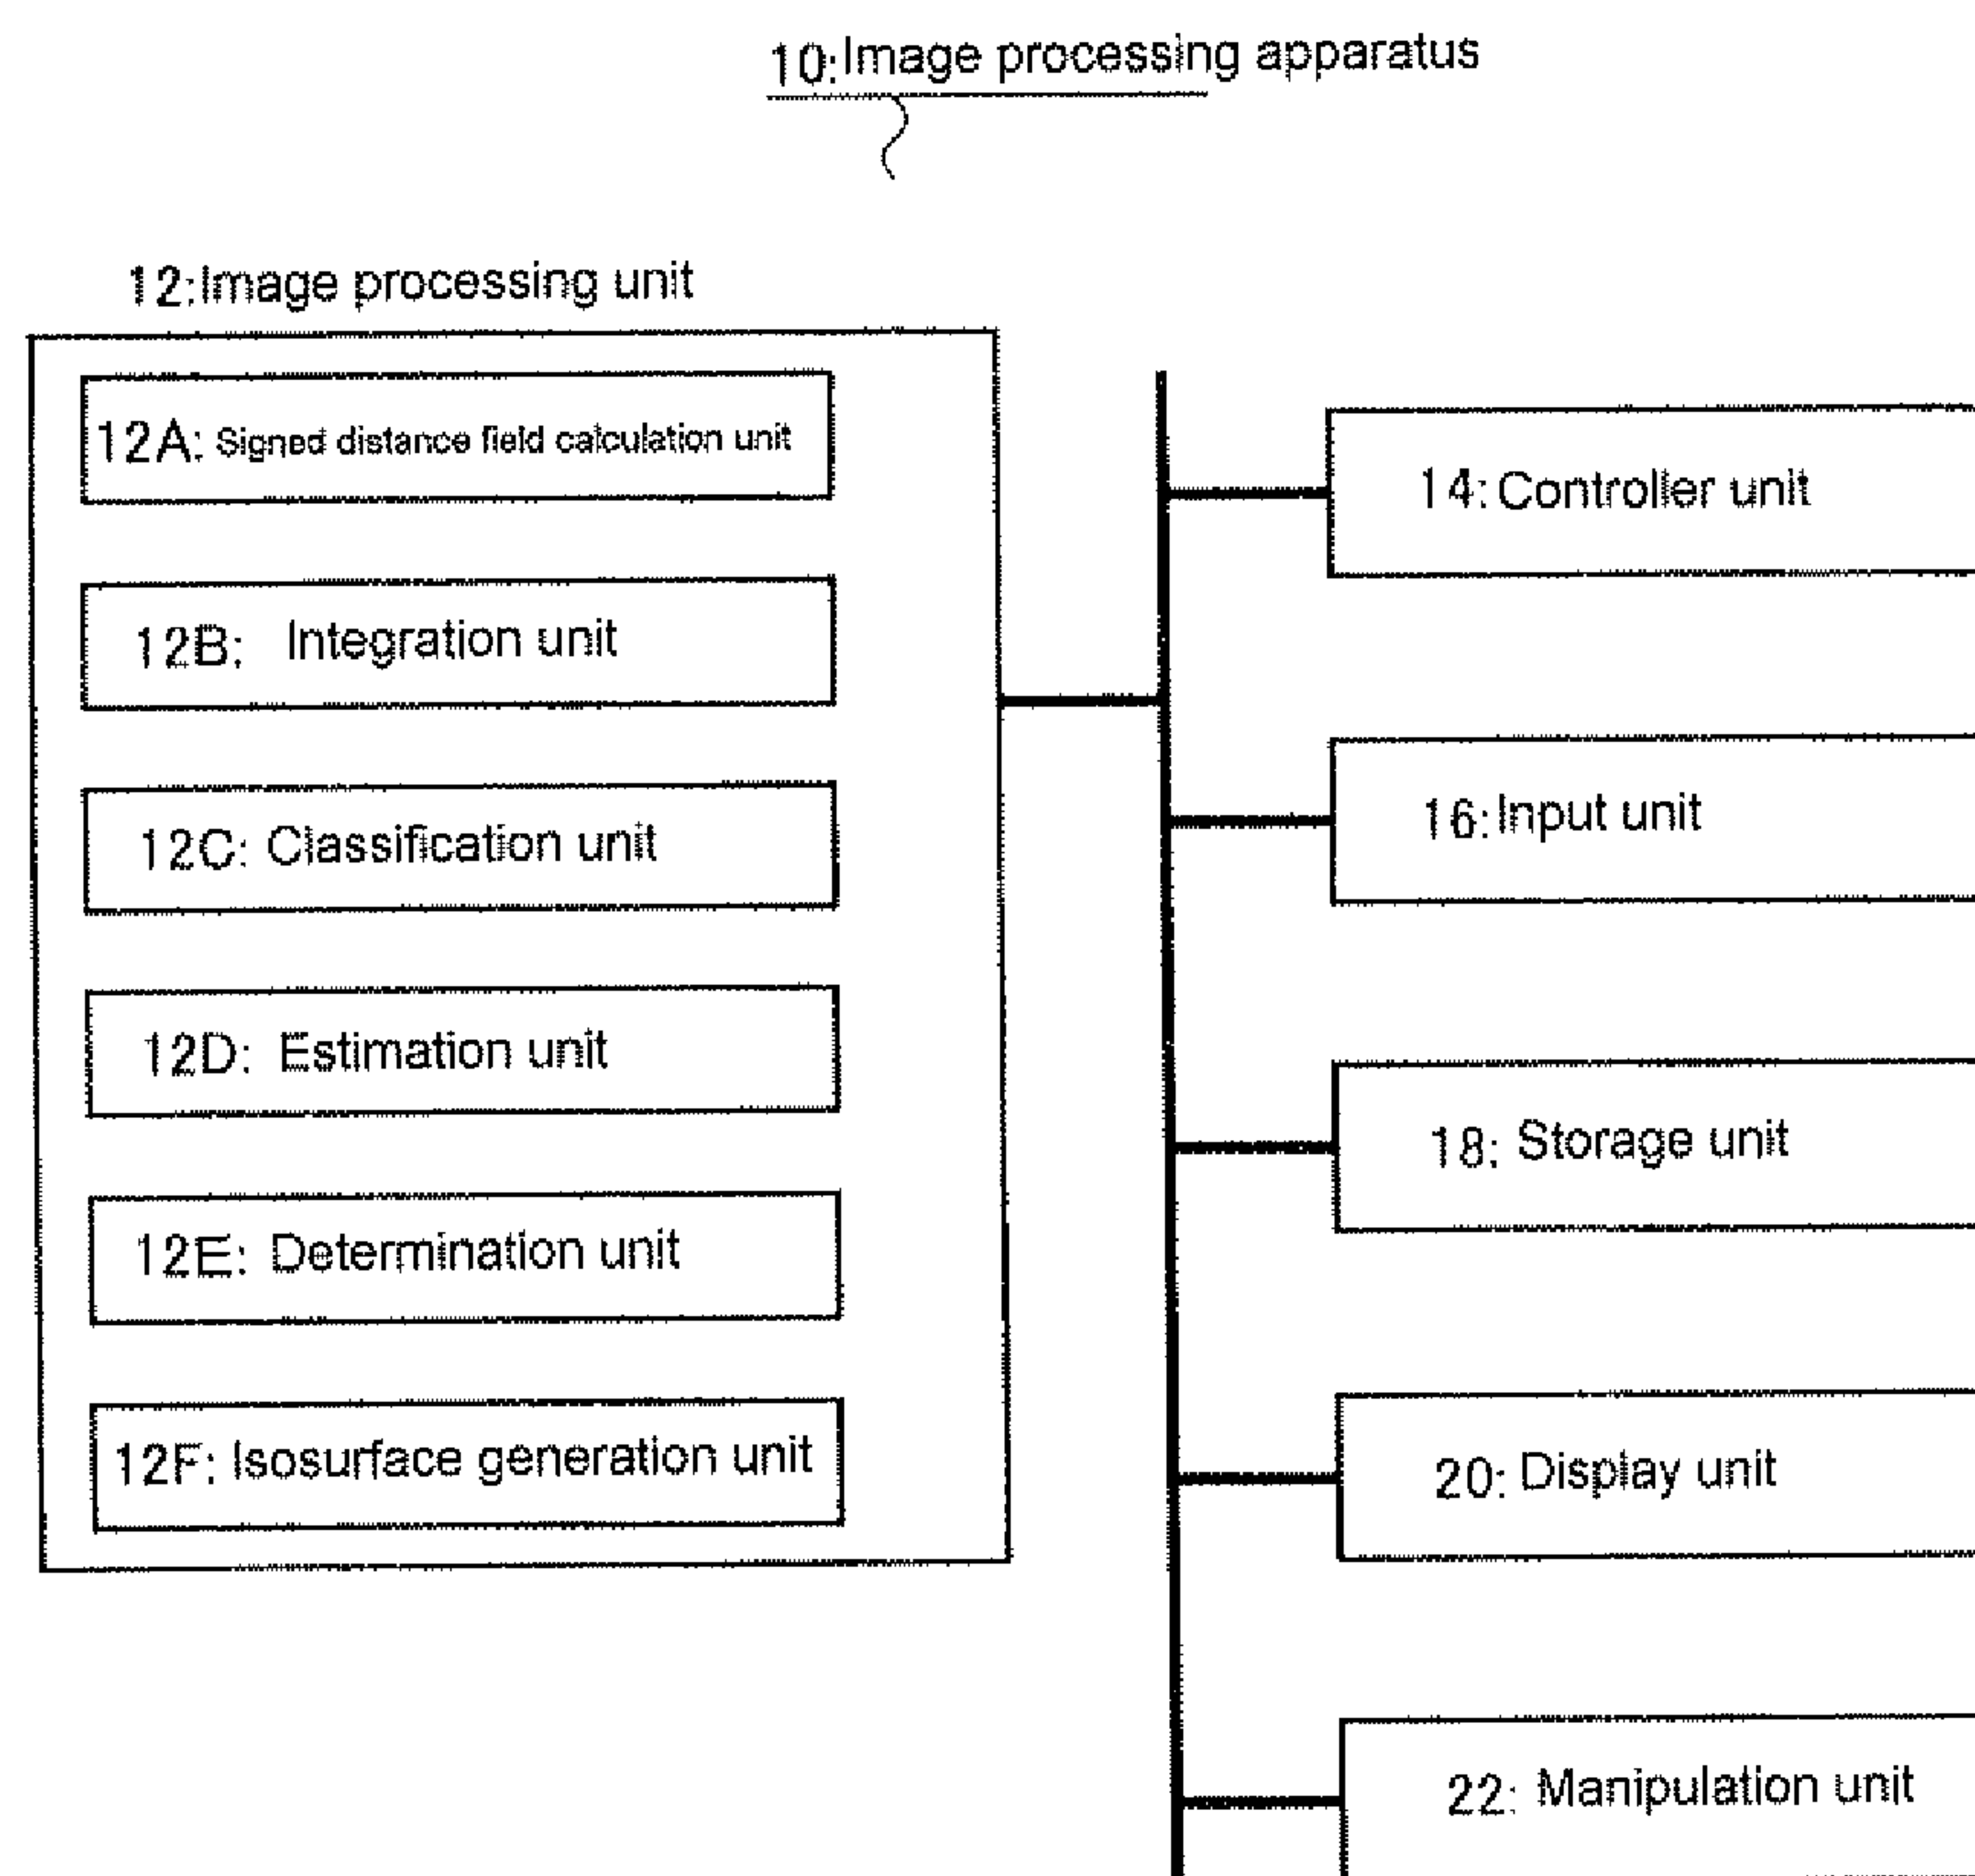 10:Image processing apparatus
12:Image processing unit
12A: Signed distance field calculation unit
12B: Integration unit
12C: Classification unit
12D: Estimation unit
12E: Determination unit
12F: Isosurface generation unit
14: Controller unit
16: Input unit
18: Storage unit
20: Display unit
22: Manipulation unit